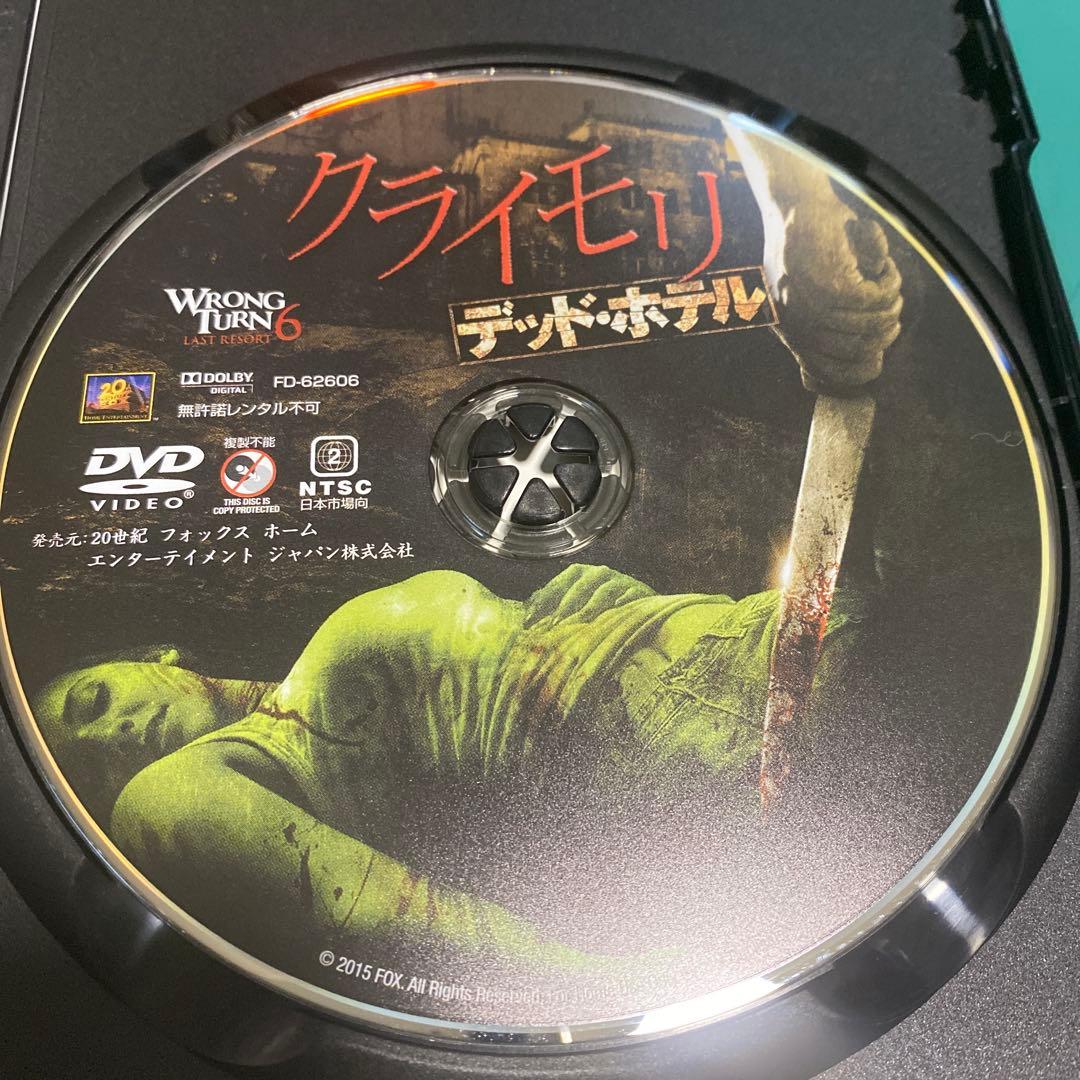 クライモリ
デッド・ホテル
WRONG
TURN 6
LAST RESORT
20
HOME ENTERTAINMENT
DOLBY
DIGITAL
FD-62606
無許諾レンタル不可
DVD
VIDEO®
複製不能
THIS DISC IS
COPY PROTECTED
2
NTSC
日本市場向
発売元：20世紀 フォックス ホーム
エンターテイメント ジャパン株式会社
© 2015 FOX. All Rights Reserved.